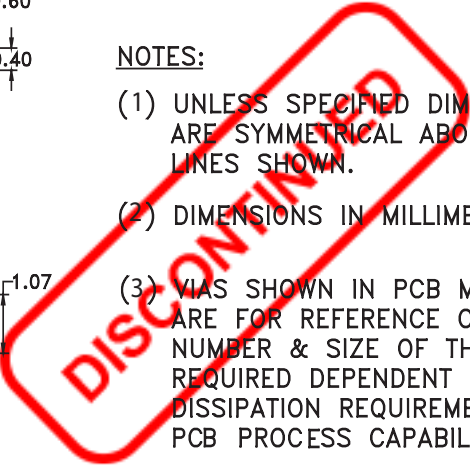 .60
0.40
NOTES:
(1) UNLESS SPECIFIED DIM
ARE SYMMETRICAL ABO
LINES SHOWN.
(2) DIMENSIONS IN MILLIME
1.07
(3) VIAS SHOWN IN PCB M
ARE FOR REFERENCE O
NUMBER & SIZE OF TH
REQUIRED DEPENDENT
DISSIPATION REQUIREME
PCB PROCESS CAPABIL
DISCONTINUED